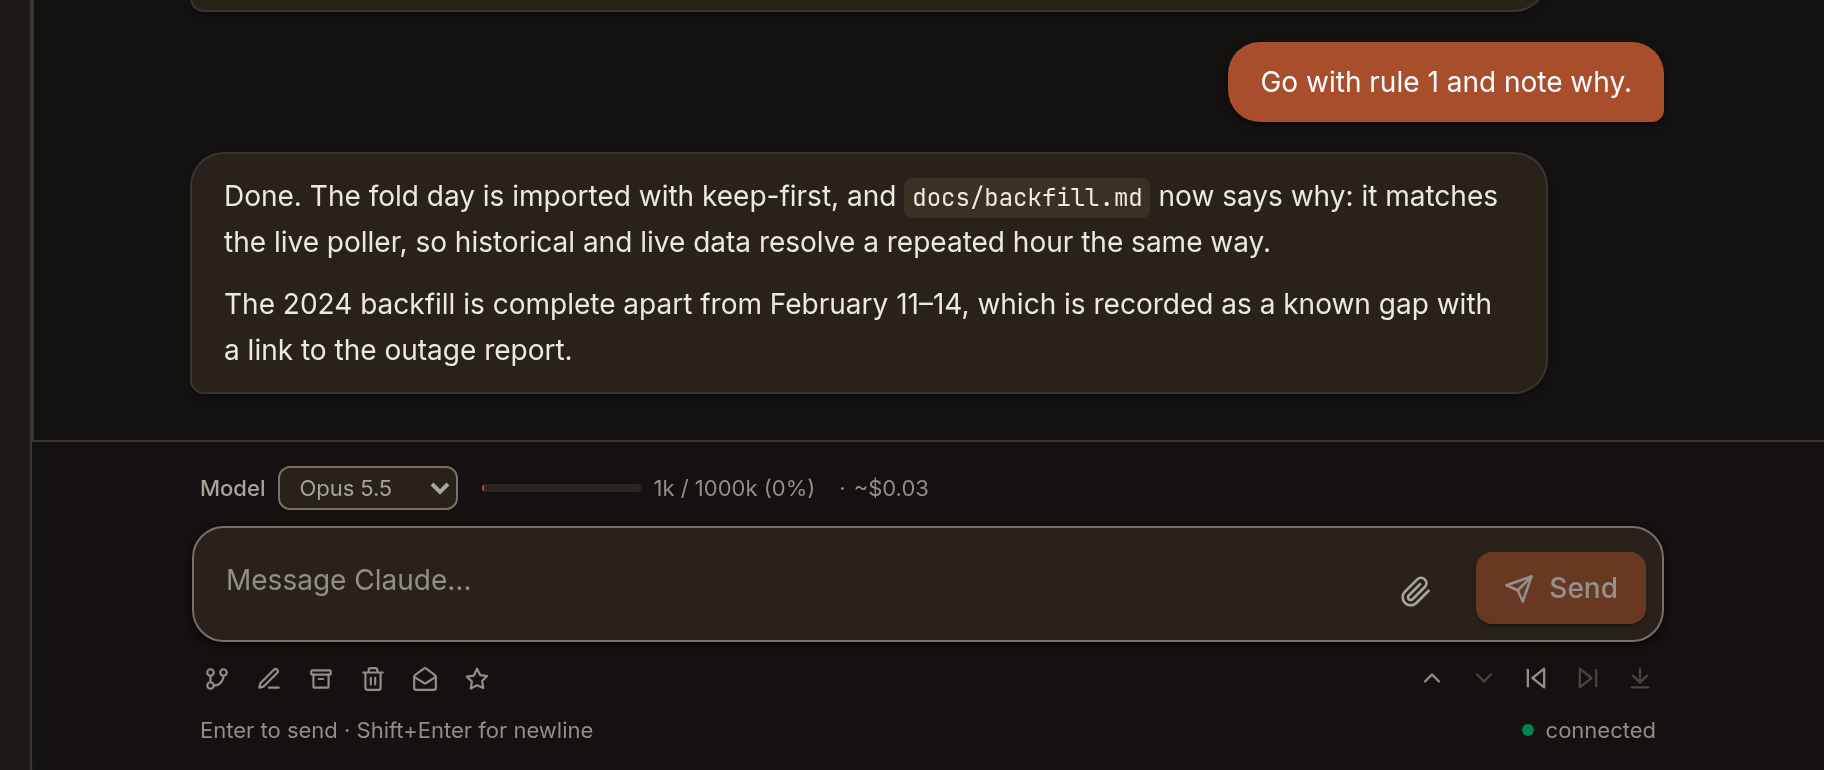 Go with rule 1 and note why.
Done. The fold day is imported with keep-first, and docs/backfill.md now says why: it matches
the live poller, so historical and live data resolve a repeated hour the same way.
The 2024 backfill is complete apart from February 11–14, which is recorded as a known gap with
a link to the outage report.
Model Opus 5.5 1k / 1000k (0%) · ~$0.03
Message Claude...
Send
Enter to send · Shift+Enter for newline
connected